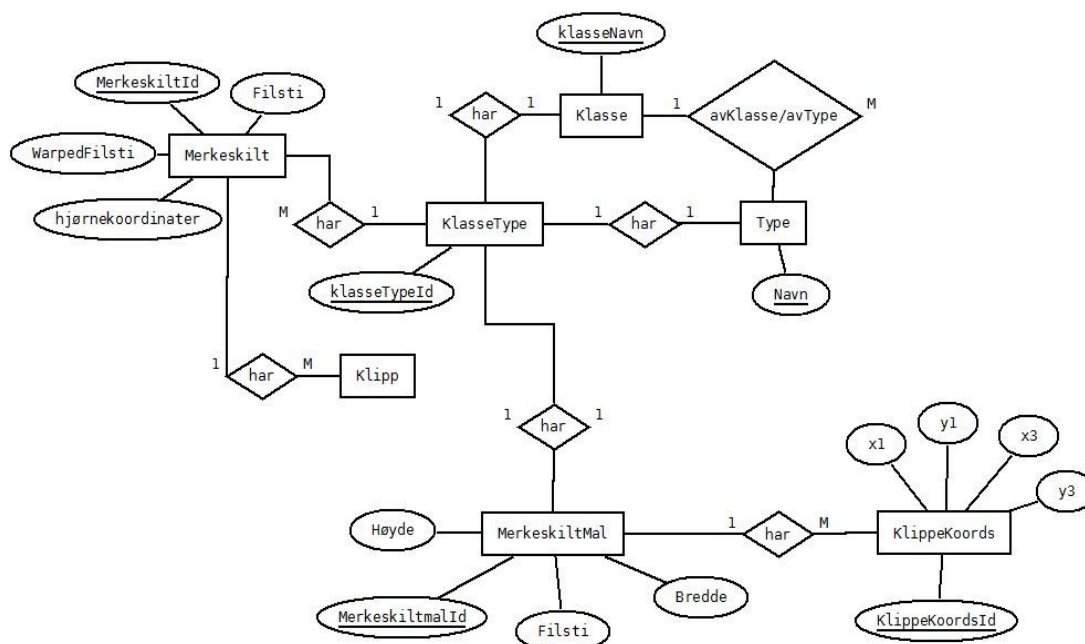 klasseNavn
MerkeskiltId
Filsti
1
har
1
Klasse
1
avKlasse/avType
M
WarpedFilsti
Merkeskilt
hjørnekoordinater
M
har
1
KlasseType
1
har
1
Type
klasseTypeId
Navn
1
har
M
Klipp
1
har
1
x1
y1
x3
y3
Høyde
MerkeskiltMal
1
har
M
KlippeKoords
MerkeskiltmalId
Filsti
Bredde
KlippeKoordsId